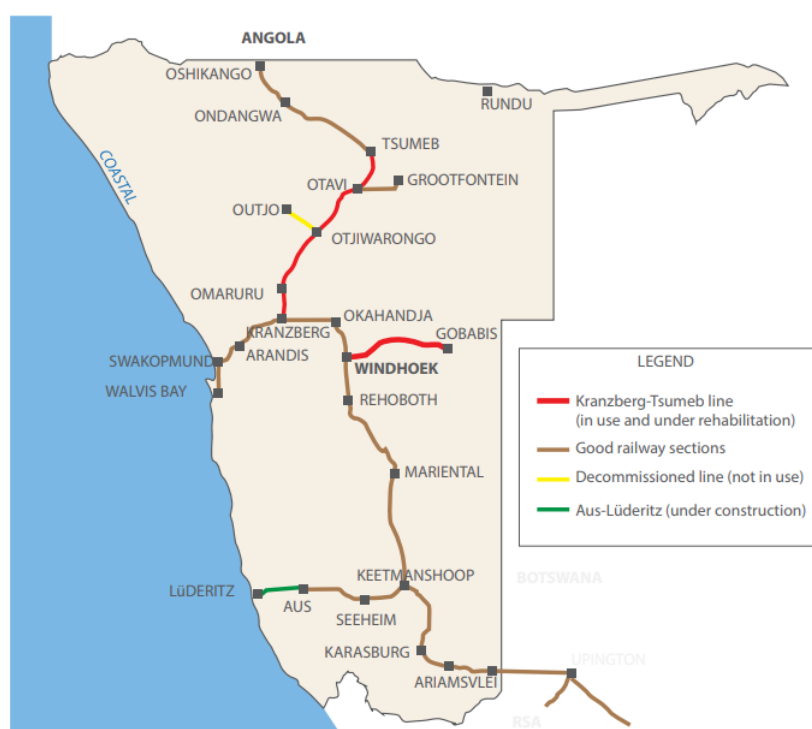 ANGOLA
OSHIKANGO
RUNDU
ONDANGWA
TSUMEB
COASTAL
OTAVI
GROOTFONTEIN
OUTJO
OTJIWARONGO
OMARURU
OKAHANDJA
KRANZBERG
GOBABIS
ARANDIS
SWAKOPMUND
WINDHOEK
WALVIS BAY
REHOBOTH
LEGEND
Kranzberg-Tsumeb line
(in use and under rehabilitation)
Good railway sections
Decommissioned line (not in use)
Aus-Lüderitz (under construction)
MARIENTAL
KEETMANSHOOP
BOTSWANA
LüDERITZ
AUS
SEEHEIM
KARASBURG
UPINGTON
ARIAMSVLEI
RSA